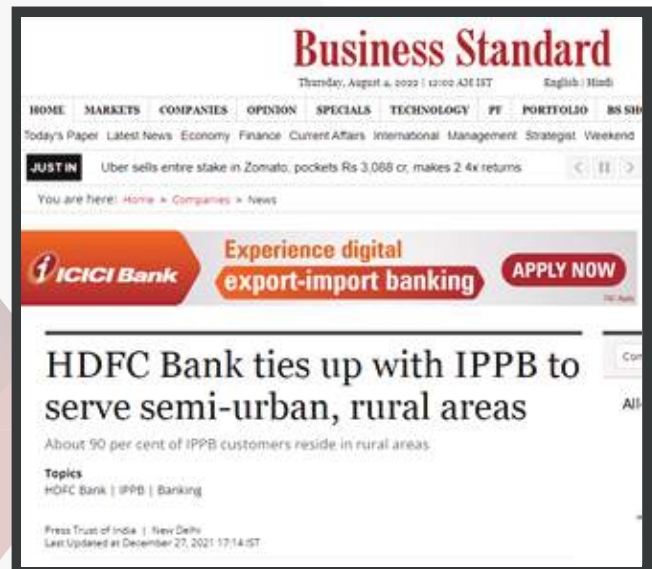 Business Standard
Thursday, August 4, 2022 | 12:02 AM IST English | Hindi
HOME MARKETS COMPANIES OPINION SPECIALS TECHNOLOGY PF PORTFOLIO BS
Today's Paper Latest News Economy Finance Current Affairs International Management Strategist Weekend
JUST IN Uber sells entire stake in Zomato, pockets Rs 3,088 cr, makes 2.4x returns
You are here: Home » Companies » News
ICICI Bank
Experience digital
export-import banking
APPLY NOW
HDFC Bank ties up with IPPB to
serve semi-urban, rural areas
About 90 per cent of IPPB customers reside in rural areas
Topics
HDFC Bank | IPPB | Banking
Press Trust of India | New Delhi
Last Updated at December 27, 2021 17:14 IST